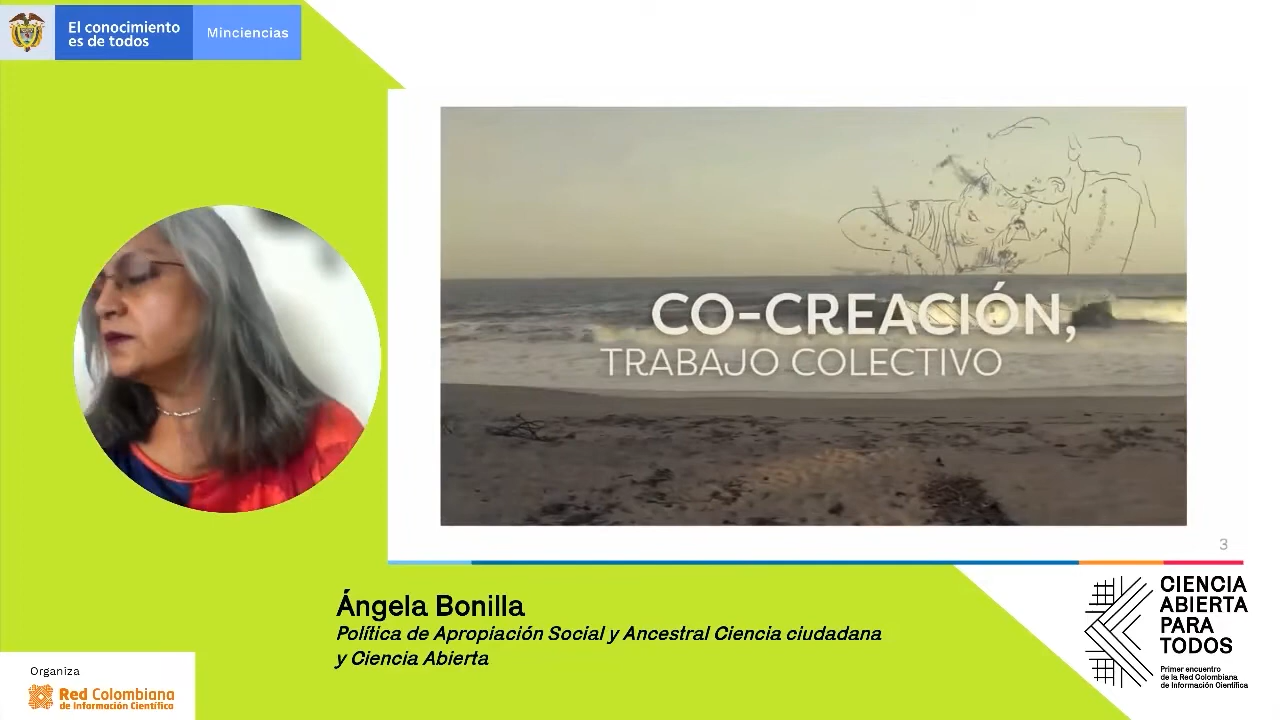 El conocimiento
es de todos
Minciencias
CO-CREACIÓN,
TRABAJO COLECTIVO
3
Ángela Bonilla
Política de Apropiación Social y Ancestral Ciencia ciudadana
y Ciencia Abierta
CIENCIA
ABIERTA
PARA
TODOS
Primer encuentro
de la Red Colombiana
de Información Científica
Organiza
Red Colombiana
de Información Científica